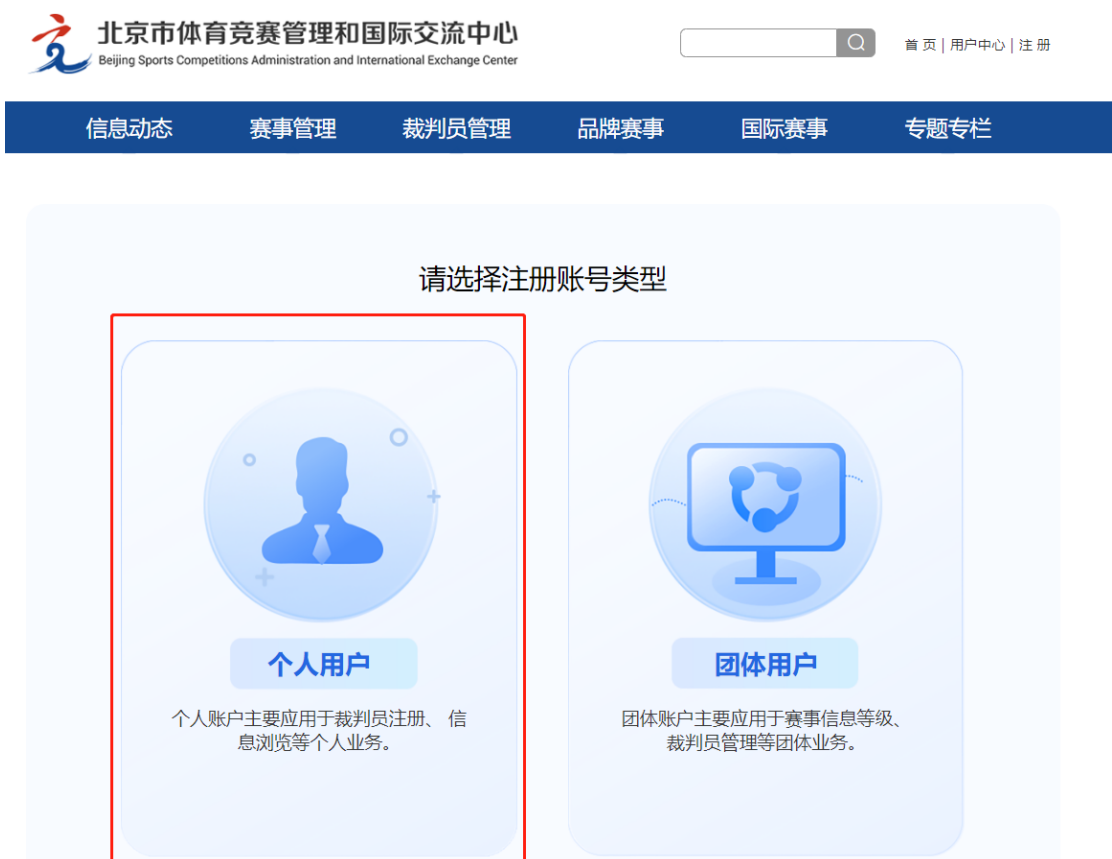 北京市体育竞赛管理和国际交流中心
Beijing Sports Competitions Administration and International Exchange Center
首 页 | 用户中心 | 注 册
信息动态 赛事管理 裁判员管理 品牌赛事 国际赛事 专题专栏
请选择注册账号类型
个人用户
个人账户主要应用于裁判员注册、 信
息浏览等个人业务。
团体用户
团体账户主要应用于赛事信息等级、
裁判员管理等团体业务。